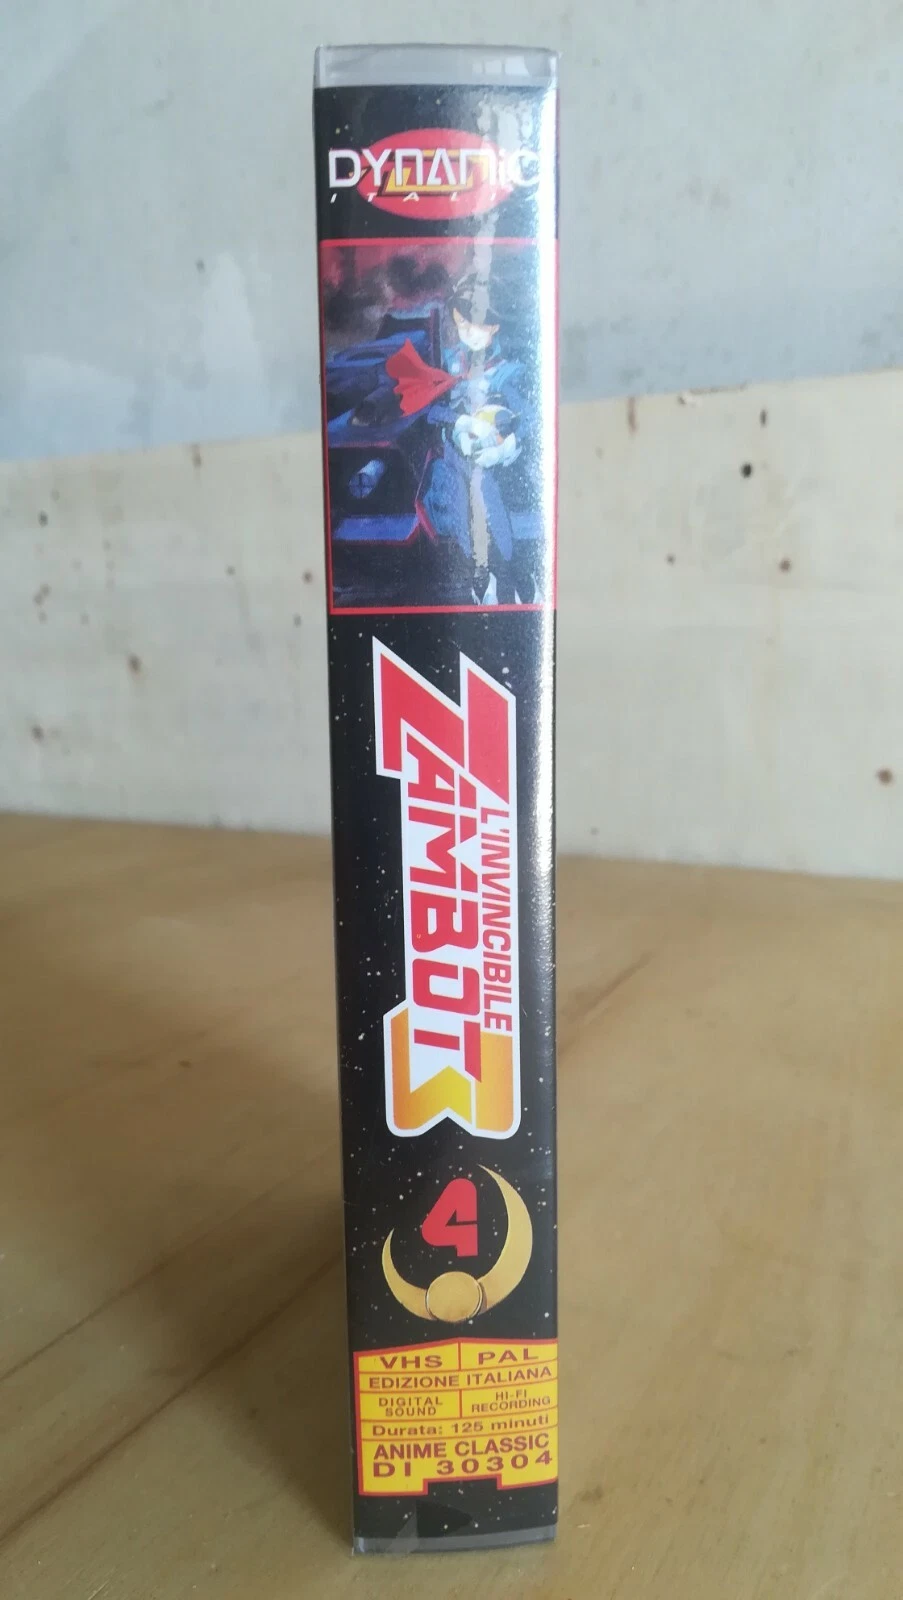 DYNAMIC
ITALIA
L'INVINCIBILE
ZAMBOT 3
4
VHS PAL
EDIZIONE ITALIANA
DIGITAL SOUND HI-FI RECORDING
Durata: 125 minuti
ANIME CLASSIC
DI 30304